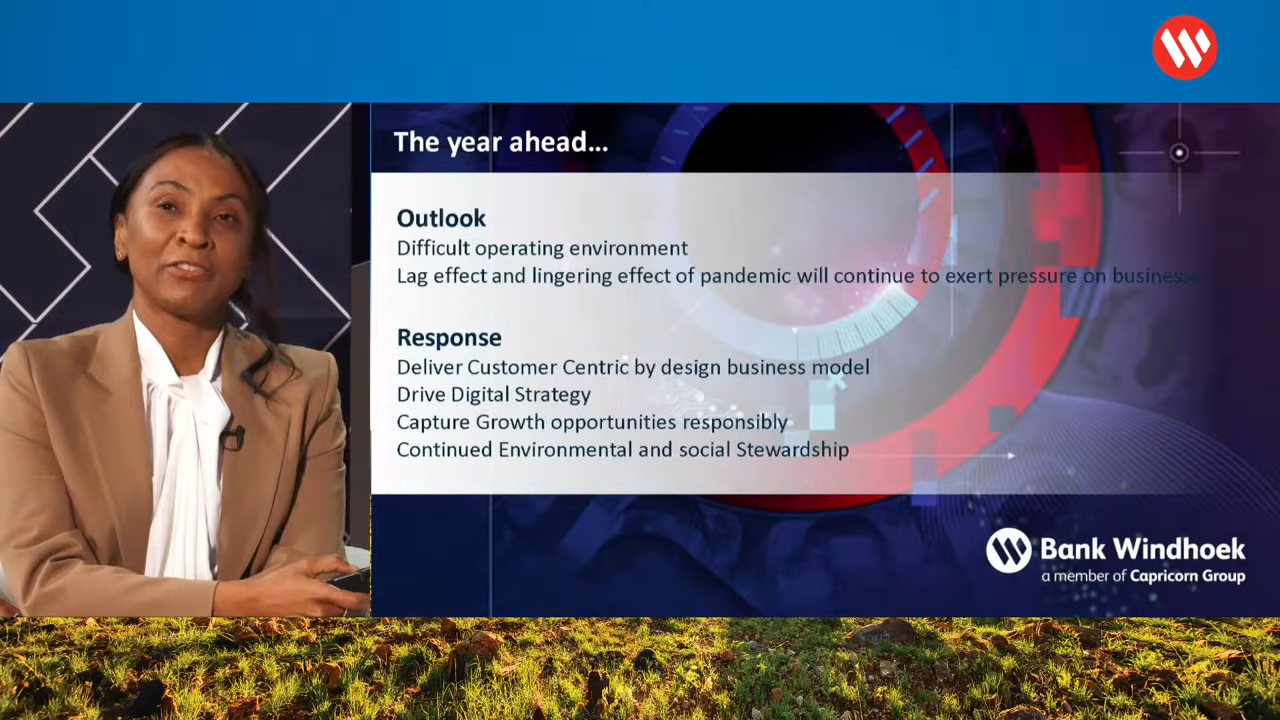 The year ahead...
Outlook
Difficult operating environment
Lag effect and lingering effect of pandemic will continue to exert pressure on businesses
Response
Deliver Customer Centric by design business model
Drive Digital Strategy
Capture Growth opportunities responsibly
Continued Environmental and social Stewardship
Bank Windhoek
a member of Capricorn Group